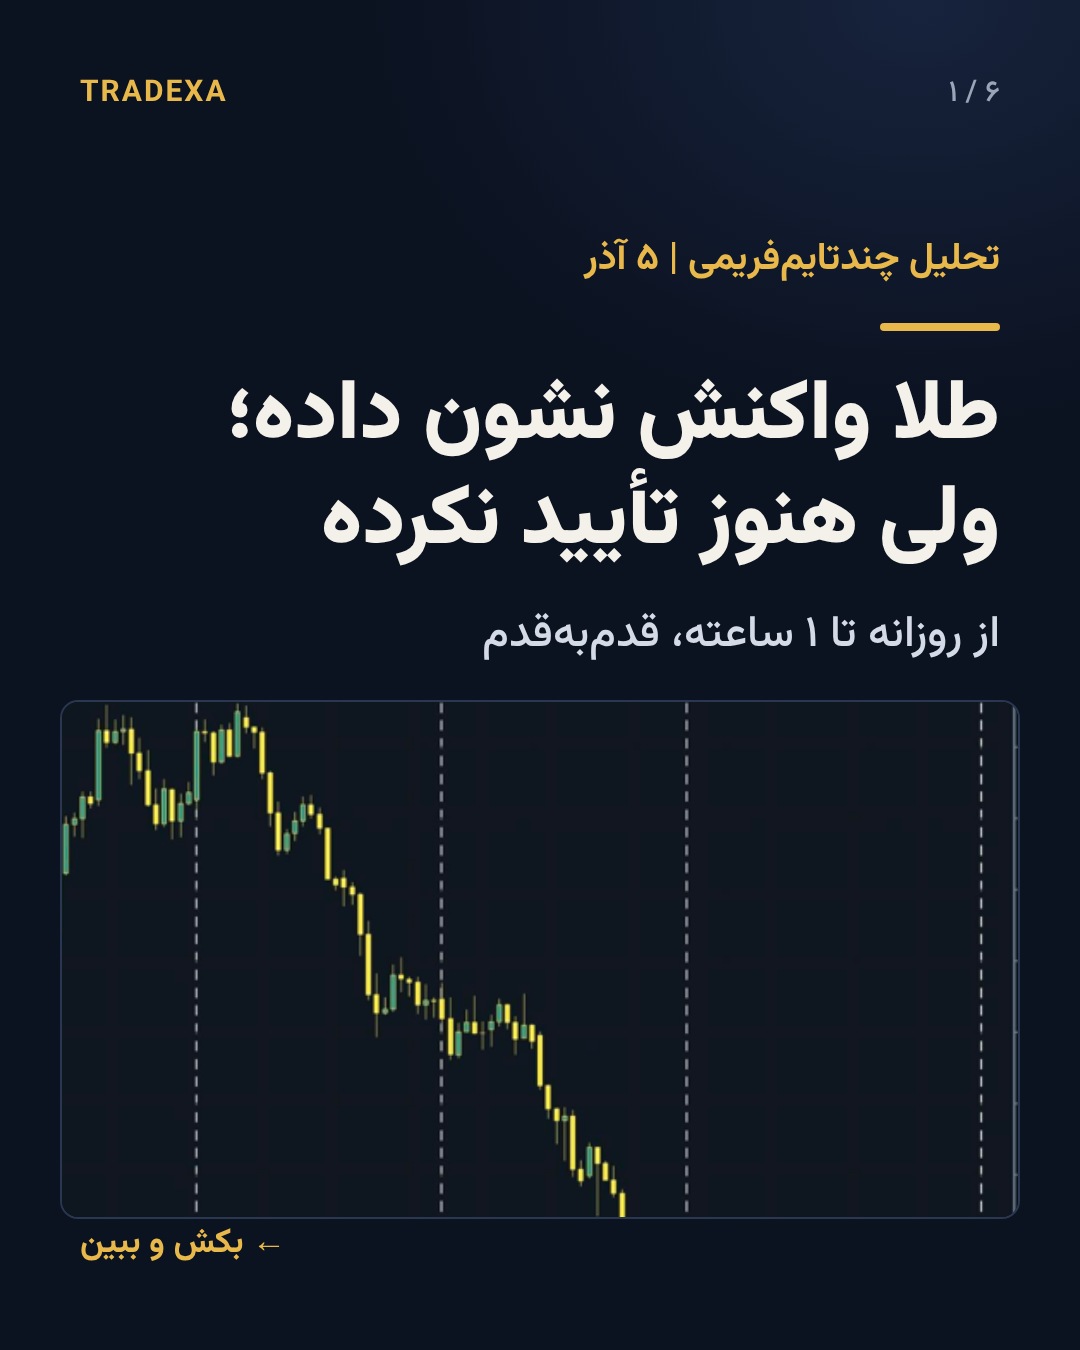 TRADEXA
۱ / ۶
تحلیل چندتایم‌فریمی | ۵ آذر
طلا واکنش نشون داده؛
ولی هنوز تأیید نکرده
از روزانه تا ۱ ساعته، قدم‌به‌قدم
بکش و ببین ←